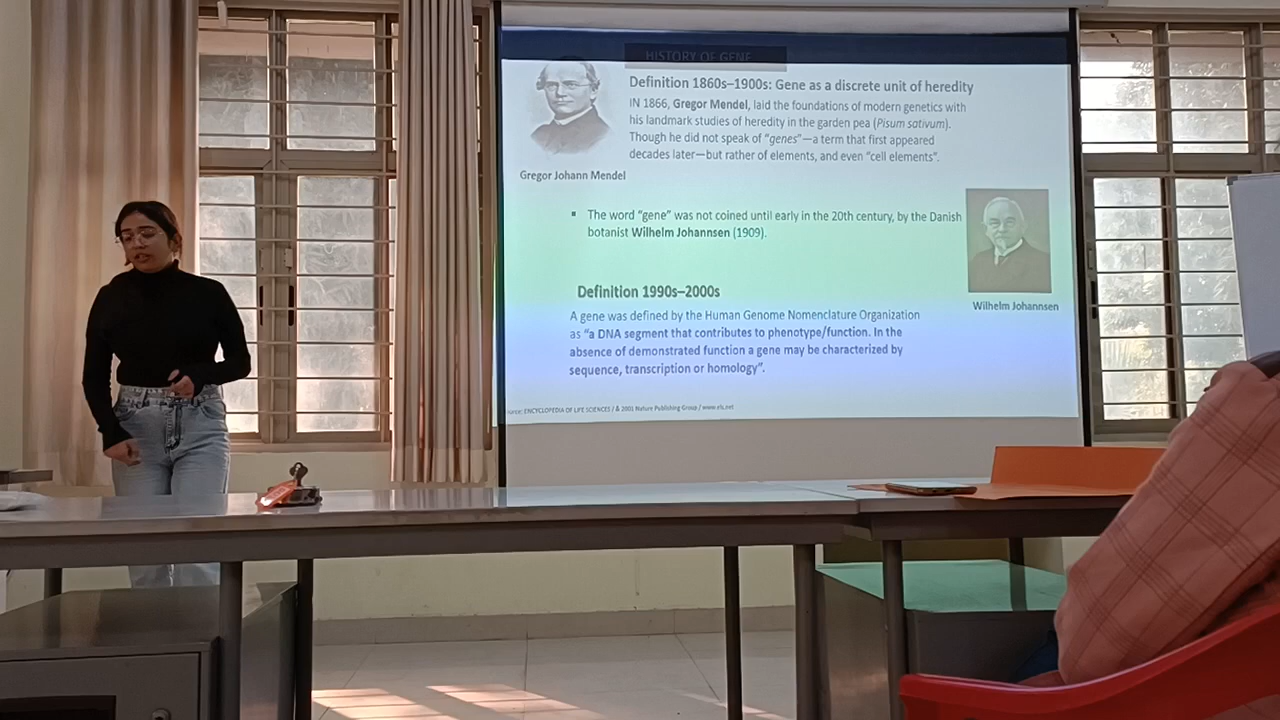 HISTORY OF GENE
Definition 1860s–1900s: Gene as a discrete unit of heredity
IN 1866, Gregor Mendel, laid the foundations of modern genetics with
his landmark studies of heredity in the garden pea (Pisum sativum).
Though he did not speak of "genes"—a term that first appeared
decades later—but rather of elements, and even "cell elements".
Gregor Johann Mendel
▪ The word "gene" was not coined until early in the 20th century, by the Danish
botanist Wilhelm Johannsen (1909).
Wilhelm Johannsen
Definition 1990s–2000s
A gene was defined by the Human Genome Nomenclature Organization
as "a DNA segment that contributes to phenotype/function. In the
absence of demonstrated function a gene may be characterized by
sequence, transcription or homology".
ENCYCLOPEDIA OF LIFE SCIENCES / & 2001 Nature Publishing Group / www.els.net